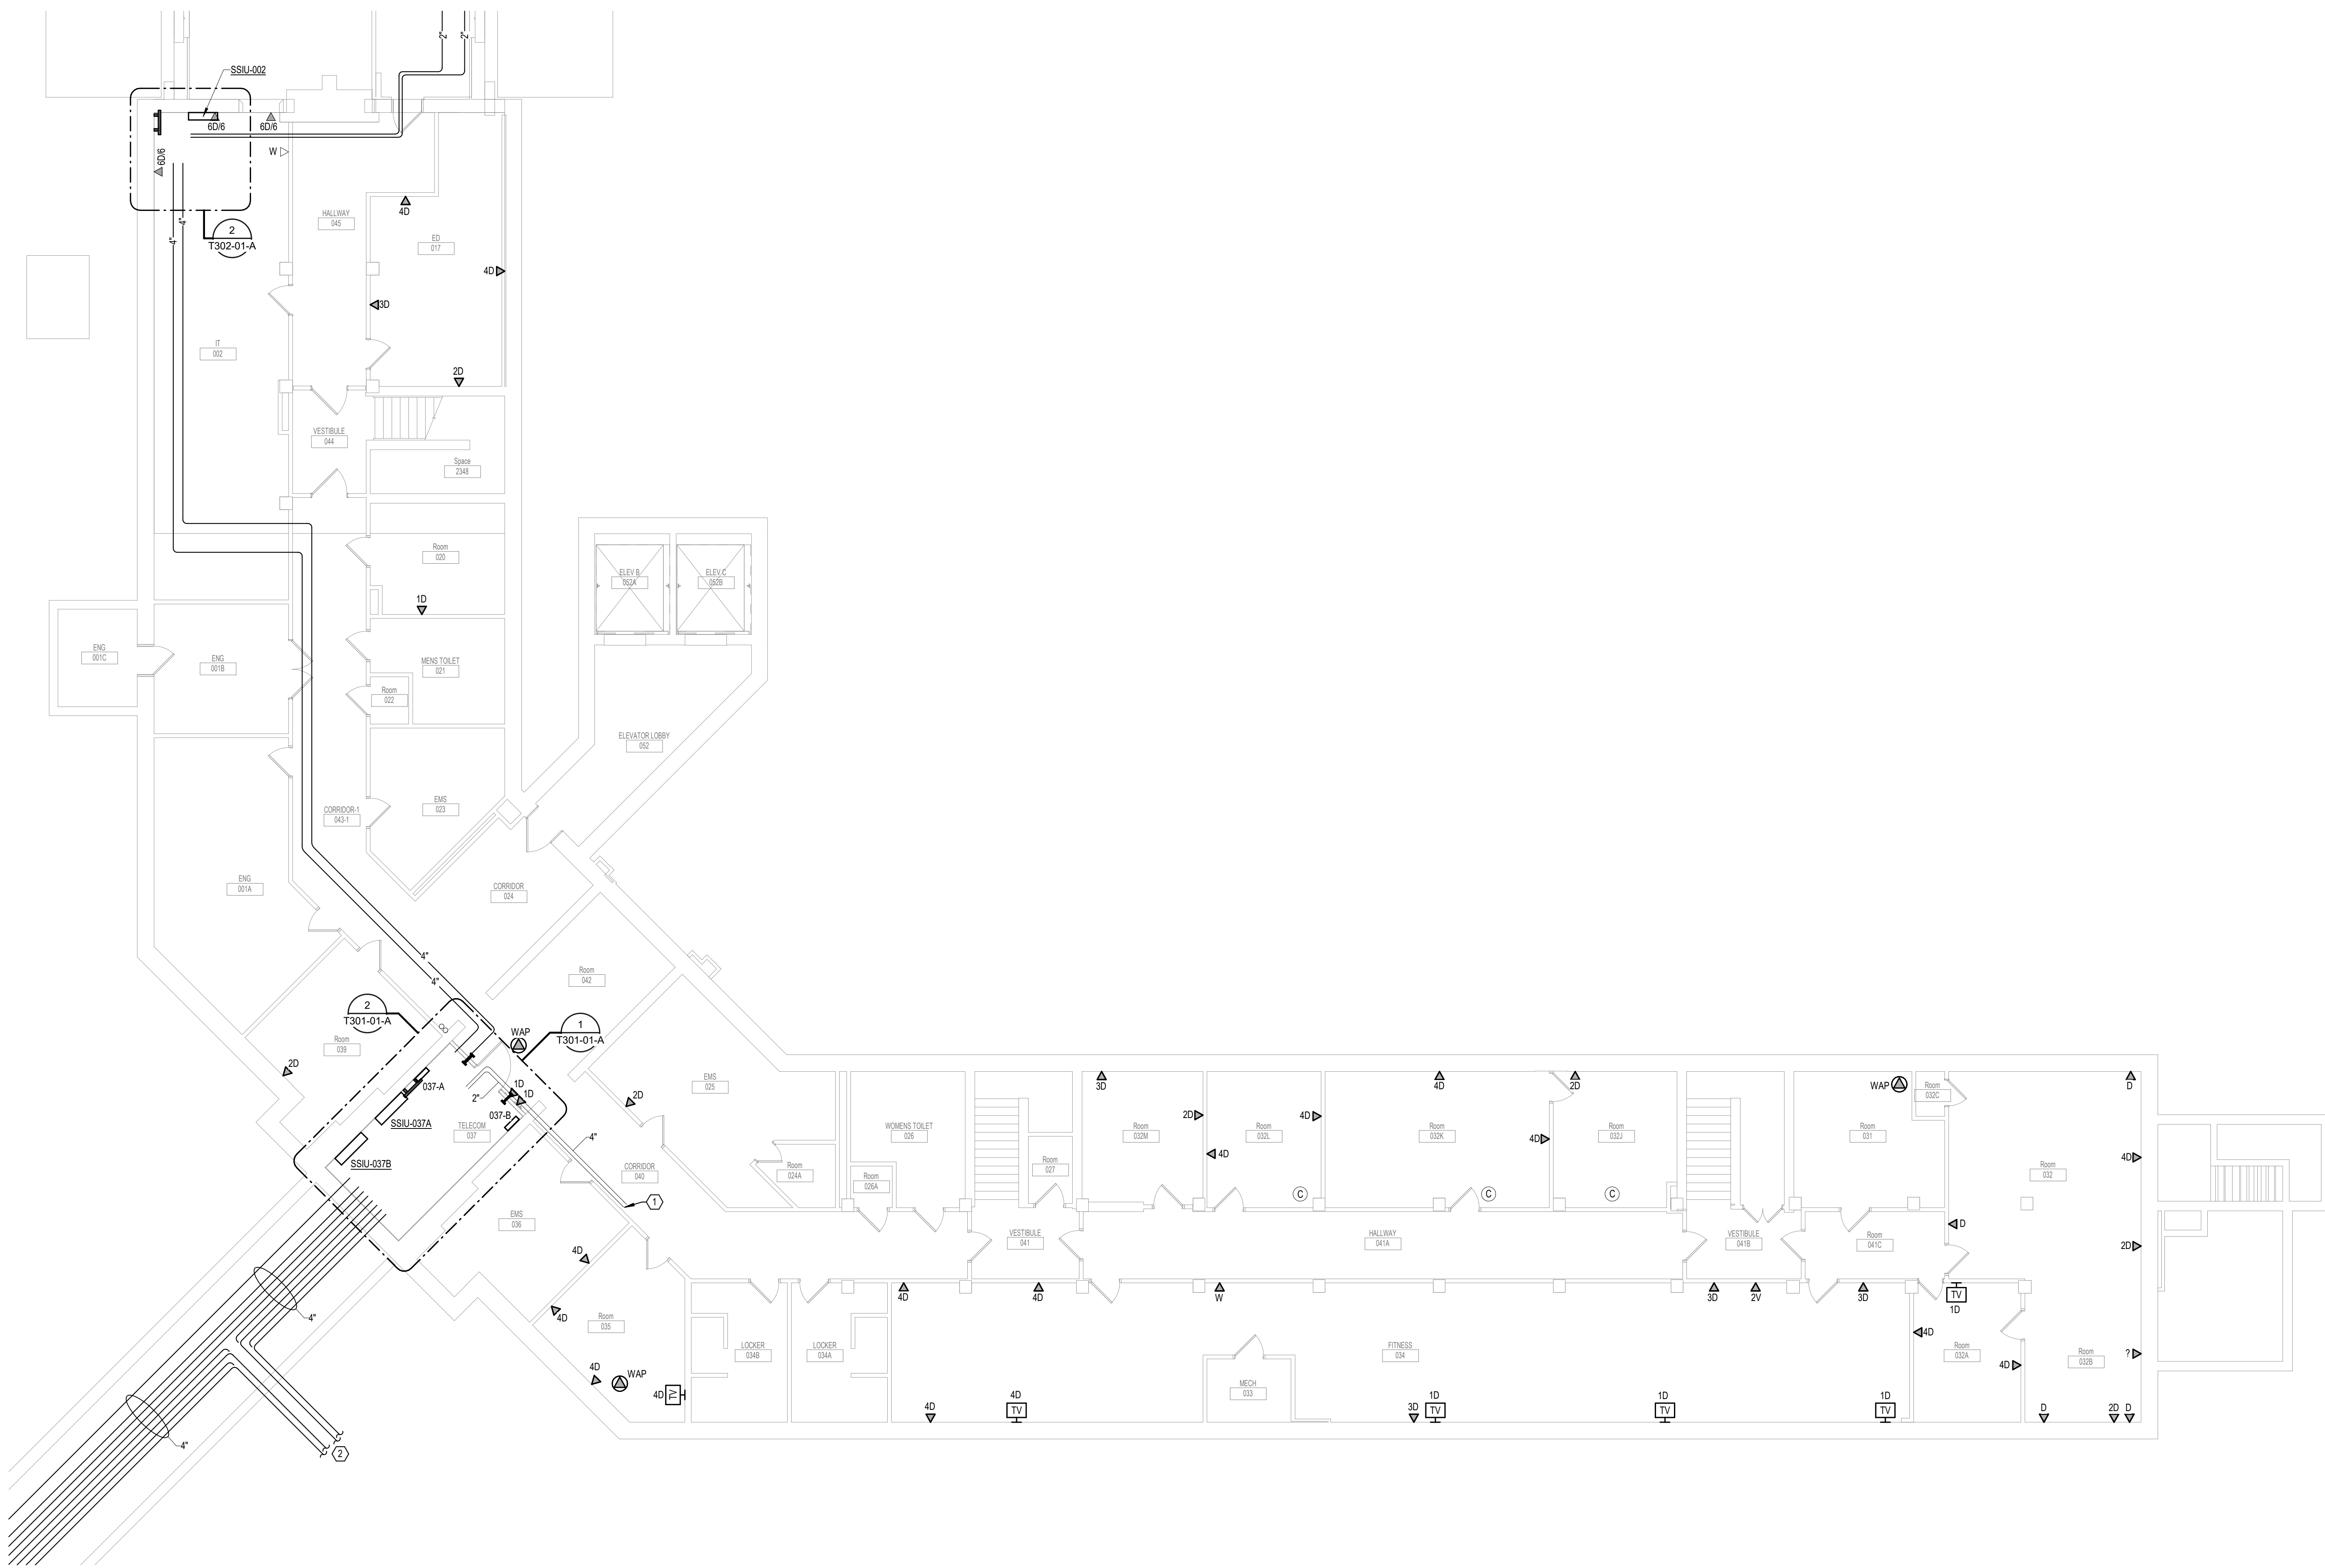 2"
2"
SSIU-002
6D/6
6D/6
6D/6
W
2
T302-01-A
4"
4"
HALLWAY
045
4D
ED
017
4D
3D
IT
002
2D
VESTIBULE
044
Space
2348
Room
020
ELEV B
052A
ELEV C
052B
1D
ENG
001C
ENG
001B
MENS TOILET
021
Room
022
ELEVATOR LOBBY
052
CORRIDOR-1
043-1
EMS
023
ENG
001A
CORRIDOR
024
4"
4"
Room
042
2
T301-01-A
1
T301-01-A
WAP
Room
039
2D
037-A
1D
1D
2"
037-B
SSIU-037A
TELECOM
037
SSIU-037B
4"
CORRIDOR
040
1
EMS
025
2D
Room
024A
WOMENS TOILET
026
Room
026A
Room
027
3D
Room
032M
2D
4D
Room
032L
4D
C
4D
Room
032K
4D
C
2D
Room
032J
C
WAP
Room
031
Room
032C
D
4D
Room
032
D
2D
EMS
036
4D
VESTIBULE
041
HALLWAY
041A
VESTIBULE
041B
Room
041C
4D
4D
W
3D
2V
3D
TV
1D
4D
Room
035
4D
WAP
4D
TV
LOCKER
034B
LOCKER
034A
FITNESS
034
MECH
033
4D
Room
032A
4D
Room
032B
?
4D
4D
TV
3D
1D
TV
1D
TV
1D
TV
D
2D
D
4"
4"
2